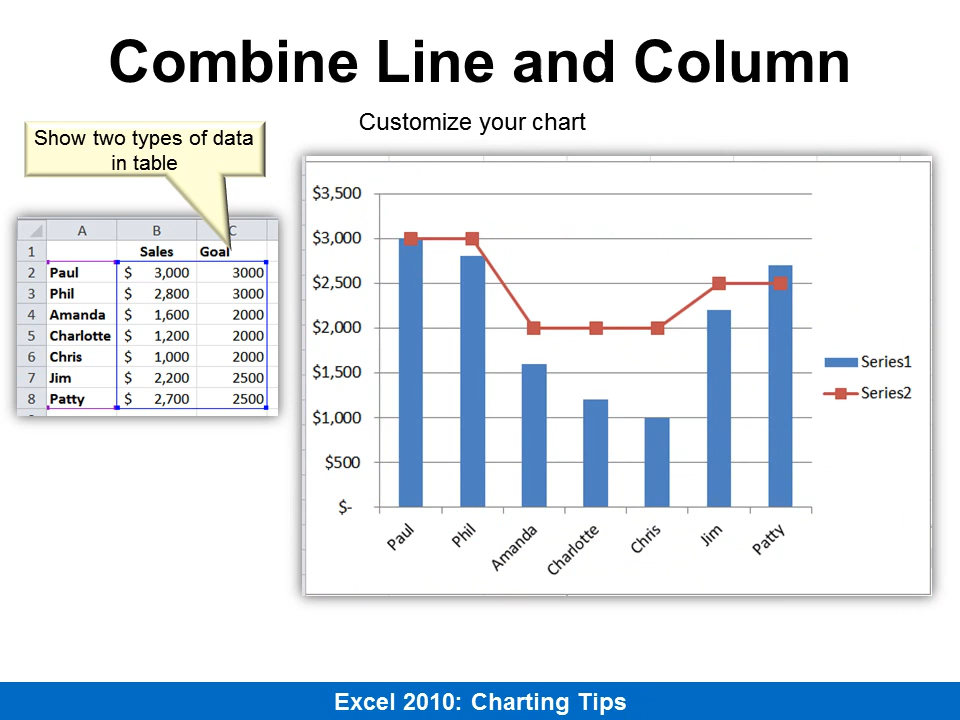 Combine Line and Column
Customize your chart
Show two types of data
in table
A B C
1 Sales Goal
2 Paul $ 3,000 3000
3 Phil $ 2,800 3000
4 Amanda $ 1,600 2000
5 Charlotte $ 1,200 2000
6 Chris $ 1,000 2000
7 Jim $ 2,200 2500
8 Patty $ 2,700 2500
$3,500
$3,000
$2,500
$2,000
$1,500
$1,000
$500
$-
Paul Phil Amanda Charlotte Chris Jim Patty
Series1
Series2
Excel 2010: Charting Tips